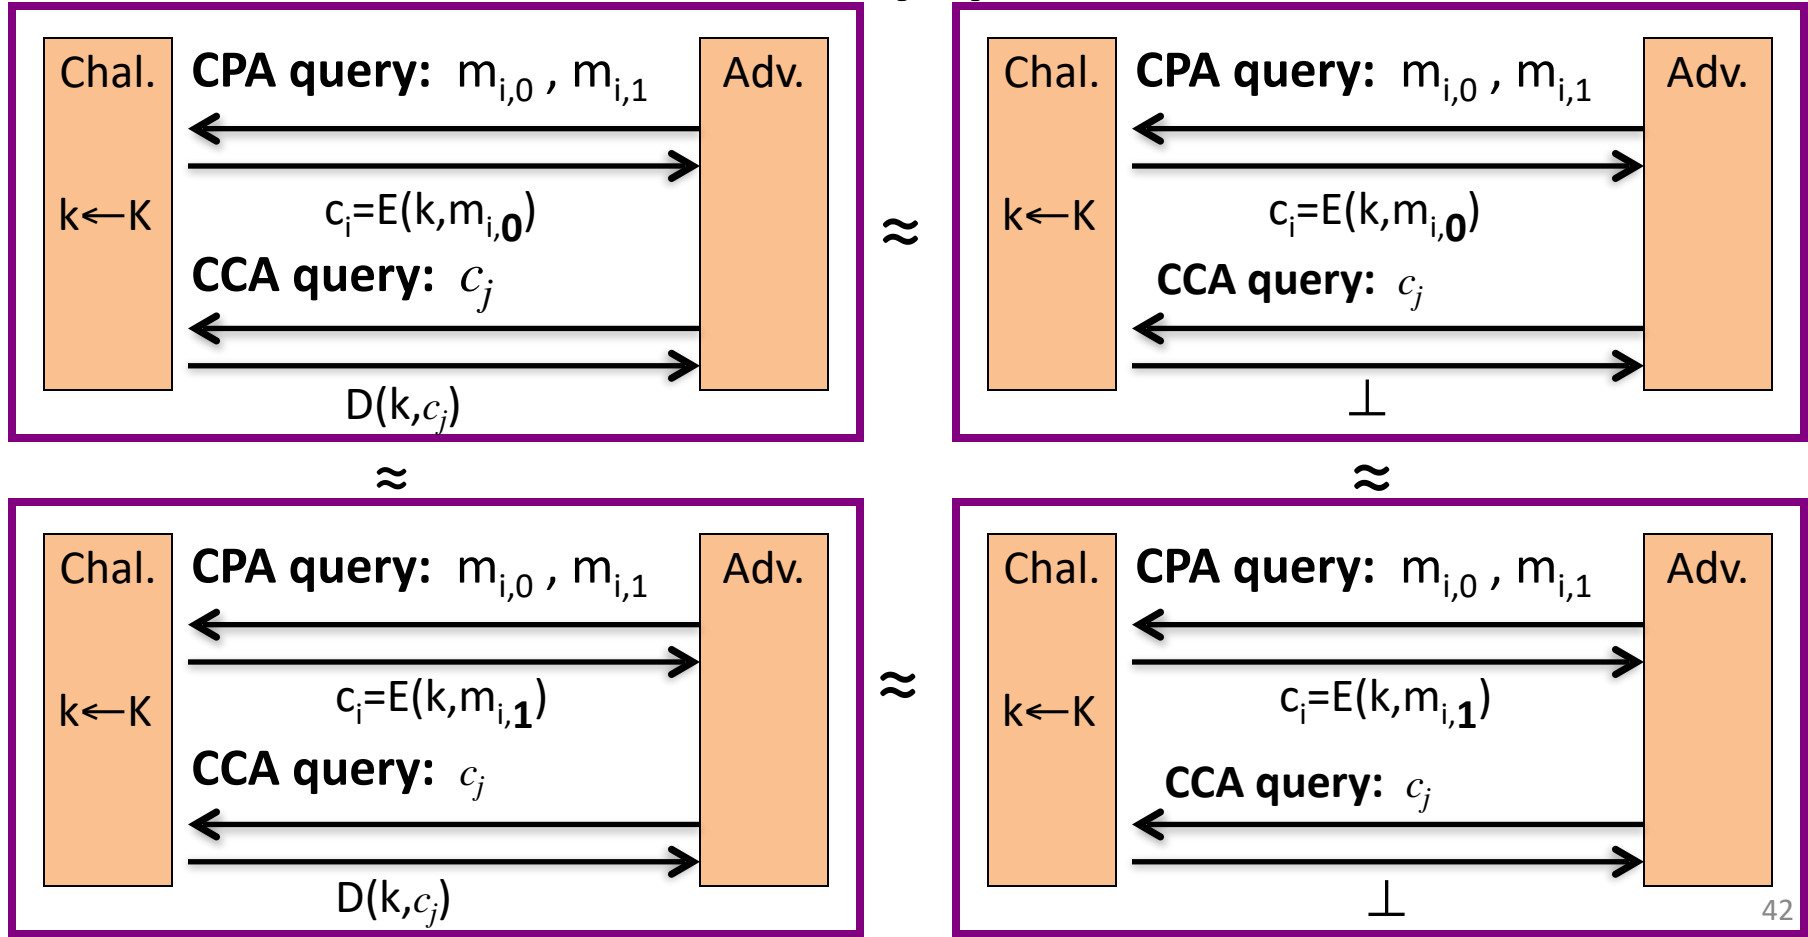 Chal. CPA query: m_{i,0} , m_{i,1} Adv.
k←K c_i=E(k,m_{i,0})
CCA query: c_j
D(k,c_j)
≈
Chal. CPA query: m_{i,0} , m_{i,1} Adv.
k←K c_i=E(k,m_{i,0})
CCA query: c_j
⊥
≈
≈
Chal. CPA query: m_{i,0} , m_{i,1} Adv.
k←K c_i=E(k,m_{i,1})
CCA query: c_j
D(k,c_j)
≈
Chal. CPA query: m_{i,0} , m_{i,1} Adv.
k←K c_i=E(k,m_{i,1})
CCA query: c_j
⊥
42